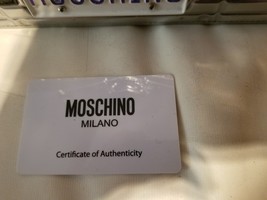 MOSCHINO
MILANO
Certificate of Authenticity